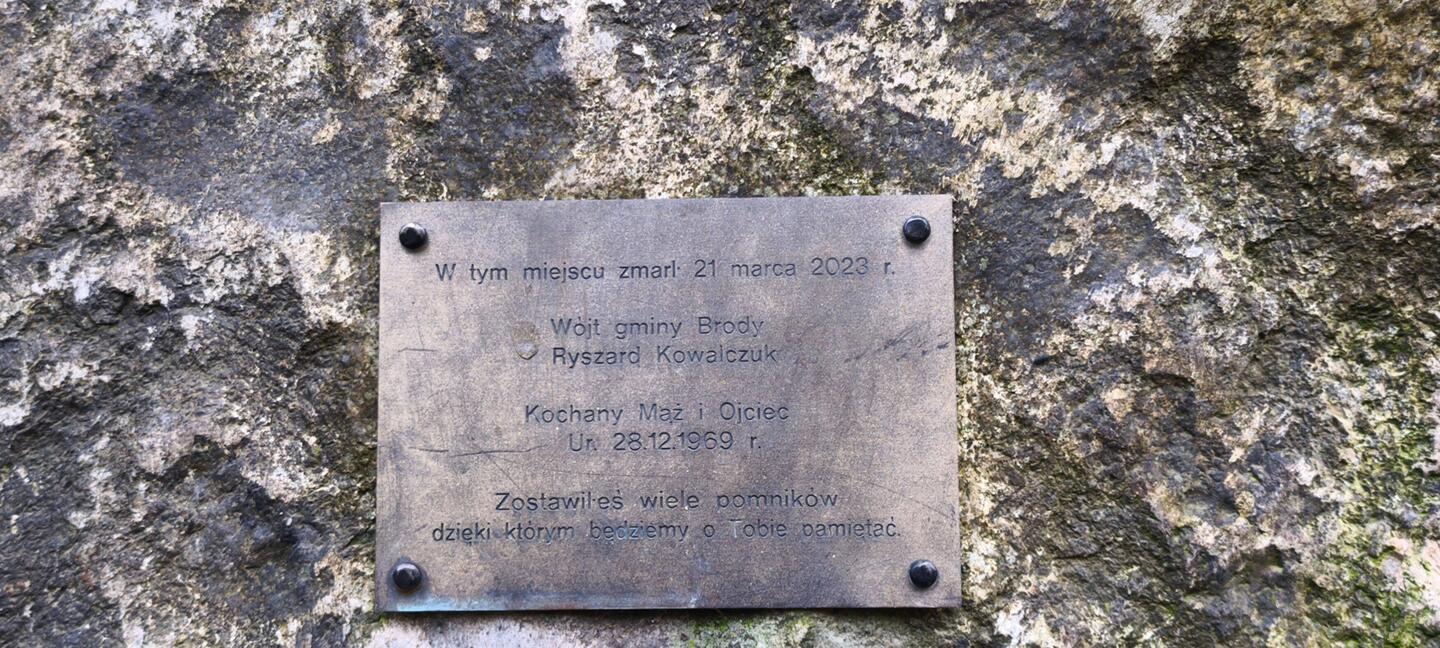 W tym miejscu zmarł 21 marca 2023 r.
Wójt gminy Brody
Ryszard Kowalczuk
Kochany Mąż i Ojciec
Ur. 28.12.1969 r.
Zostawiłeś wiele pomników
dzięki którym będziemy o Tobie pamiętać.